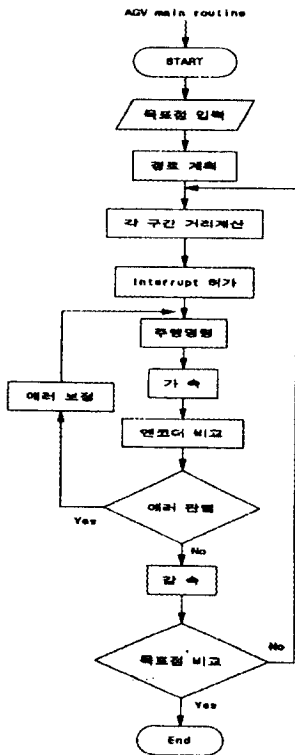 AGV main routine
START
목표점 입력
경로 계획
각 구간 거리계산
Interrupt 허가
주행명령
가 속
에러 보정
엔코더 비교
에러 판별
Yes
No
감 속
목표점 비교
No
Yes
End